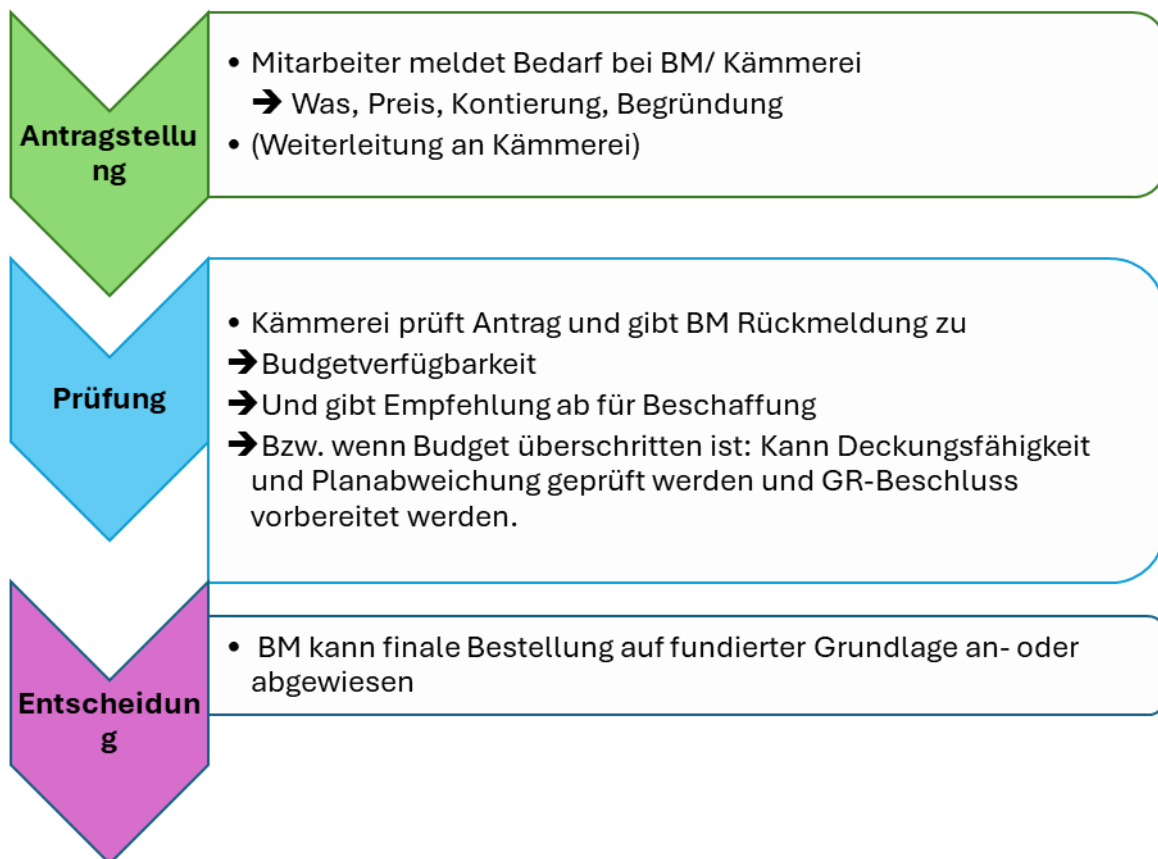 Antragstellu
ng
• Mitarbeiter meldet Bedarf bei BM/ Kämmerei
➔ Was, Preis, Kontierung, Begründung
• (Weiterleitung an Kämmerei)
Prüfung
• Kämmerei prüft Antrag und gibt BM Rückmeldung zu
➔Budgetverfügbarkeit
➔Und gibt Empfehlung ab für Beschaffung
➔Bzw. wenn Budget überschritten ist: Kann Deckungsfähigkeit
und Planabweichung geprüft werden und GR-Beschluss
vorbereitet werden.
Entscheidun
g
• BM kann finale Bestellung auf fundierter Grundlage an- oder
abgewiesen